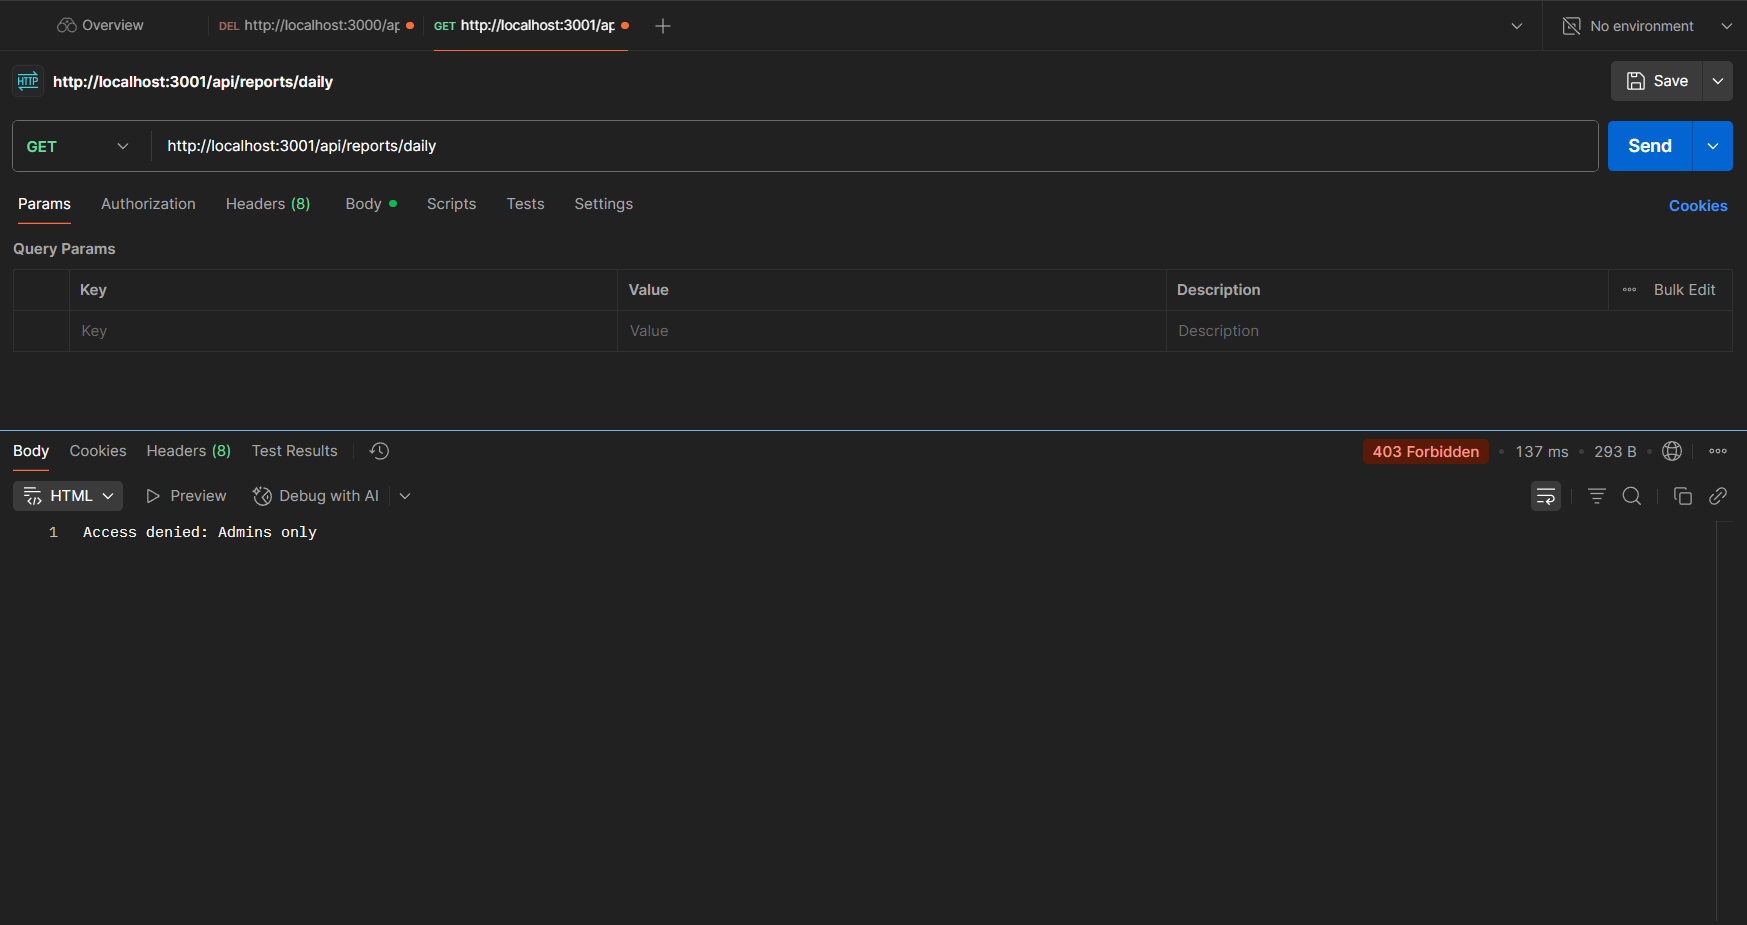 Overview
DEL http://localhost:3000/ap
GET http://localhost:3001/ap
No environment
HTTP http://localhost:3001/api/reports/daily
Save
GET http://localhost:3001/api/reports/daily
Send
Params Authorization Headers (8) Body Scripts Tests Settings
Cookies
Query Params
Key Value Description Bulk Edit
Key Value Description
Body Cookies Headers (8) Test Results
403 Forbidden • 137 ms • 293 B
HTML Preview Debug with AI
1 Access denied: Admins only